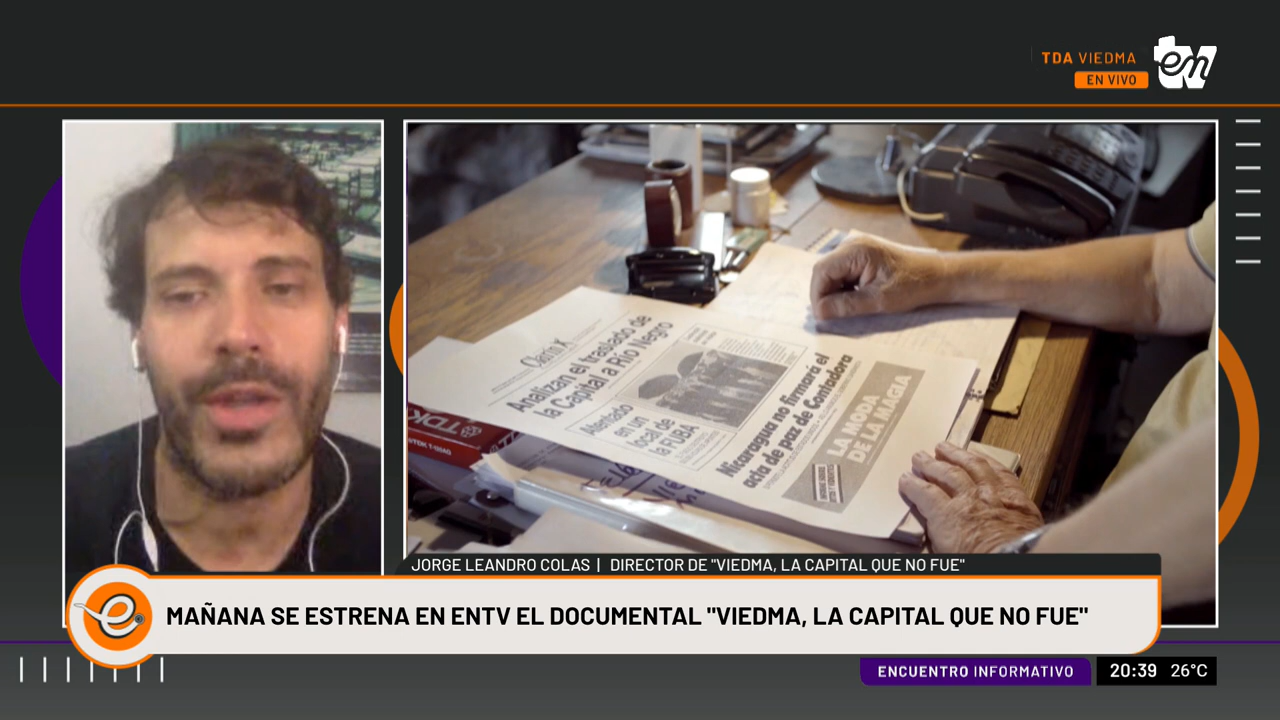 TDA VIEDMA
EN VIVO
en
tv
Clarín X
Analizan el traslado de
la Capital a Río Negro
Atentado
en un
local de
la FUBA
Nicaragua no firmará el
acta de paz de Contadora
LA MODA
DE LA MAGIA
TDK
JORGE LEANDRO COLAS | DIRECTOR DE "VIEDMA, LA CAPITAL QUE NO FUE"
e
MAÑANA SE ESTRENA EN ENTV EL DOCUMENTAL "VIEDMA, LA CAPITAL QUE NO FUE"
ENCUENTRO INFORMATIVO
20:39 26°C